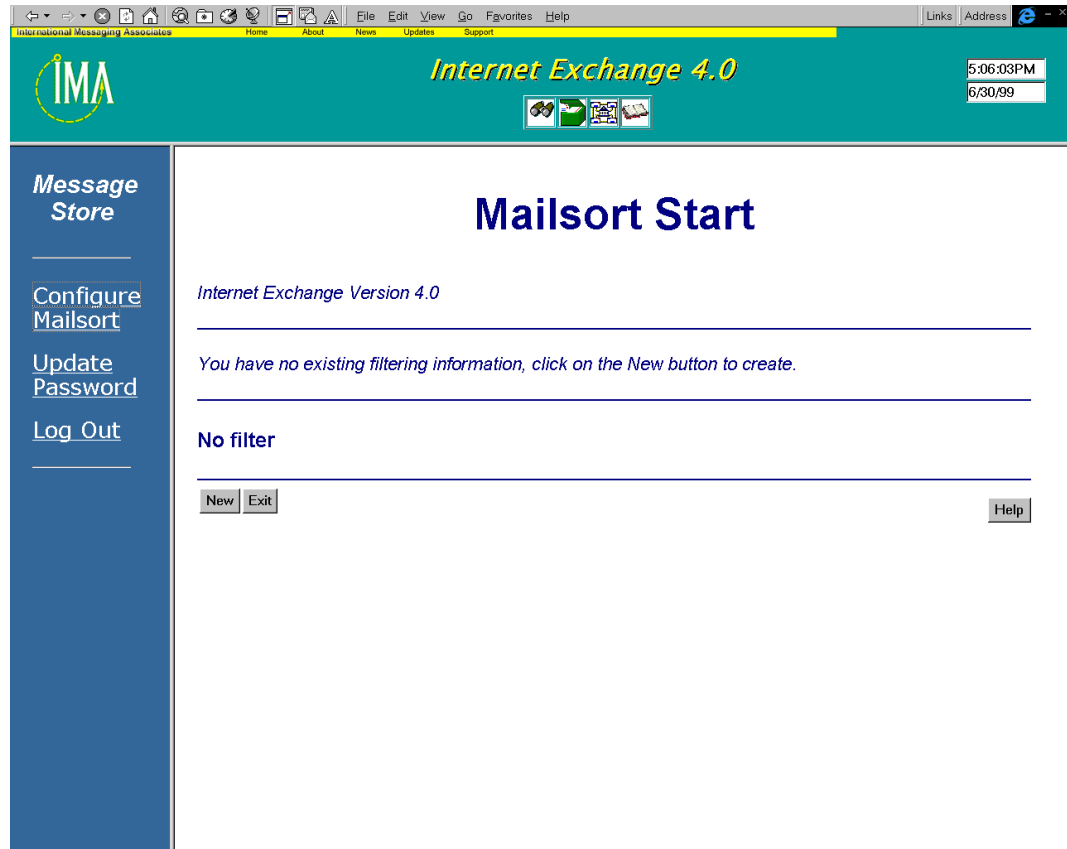 File Edit View Go Favorites Help Links Address
International Messaging Associates Home About News Updates Support
IMA
Internet Exchange 4.0
5:06:03PM
6/30/99
Message
Store
Configure
Mailsort
Update
Password
Log Out
Mailsort Start
Internet Exchange Version 4.0
You have no existing filtering information, click on the New button to create.
No filter
New Exit
Help